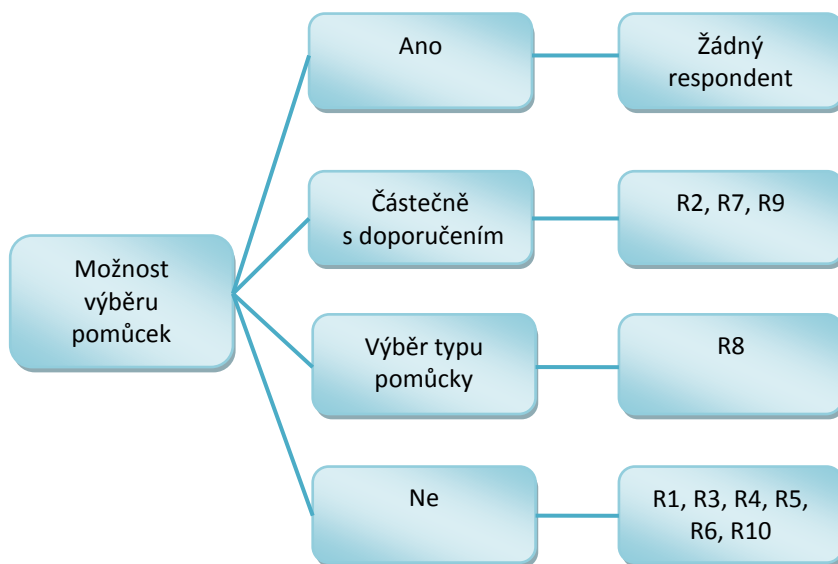 Možnost
výběru
pomůcek
Ano
Žádný
respondent
Částečně
s doporučením
R2, R7, R9
Výběr typu
pomůcky
R8
Ne
R1, R3, R4, R5,
R6, R10